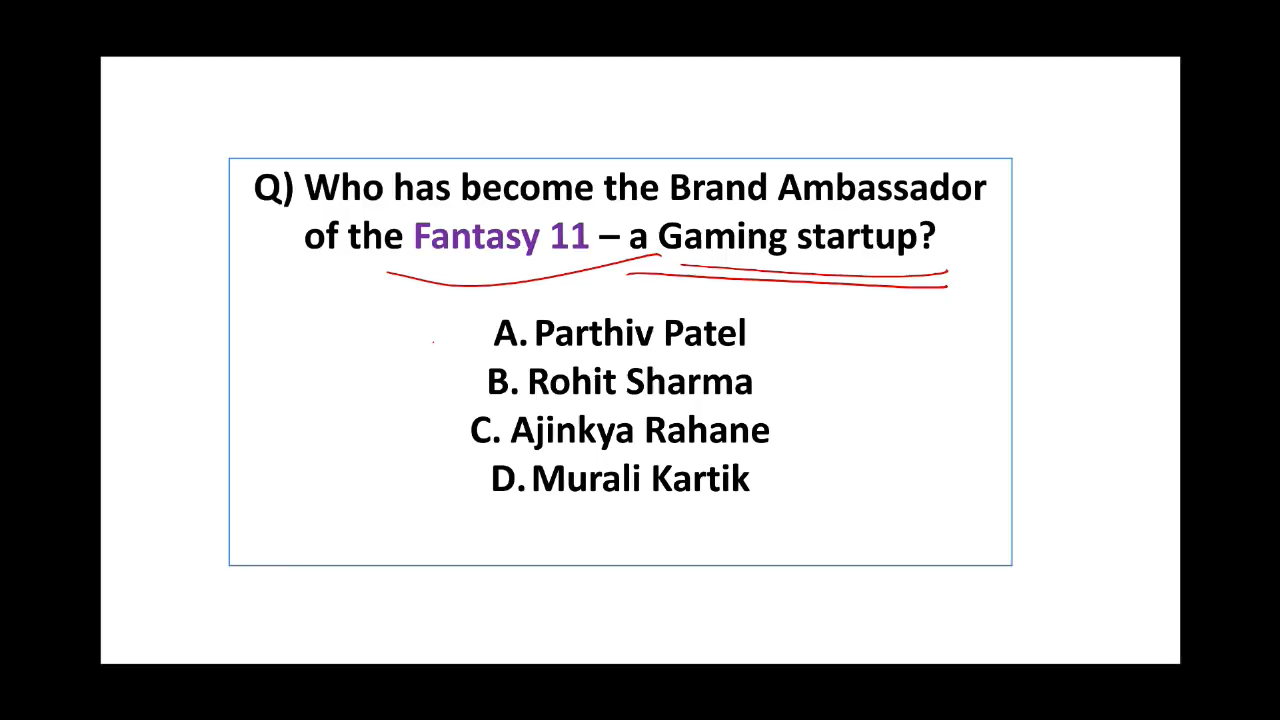 Q) Who has become the Brand Ambassador
of the Fantasy 11 – a Gaming startup?
A. Parthiv Patel
B. Rohit Sharma
C. Ajinkya Rahane
D. Murali Kartik